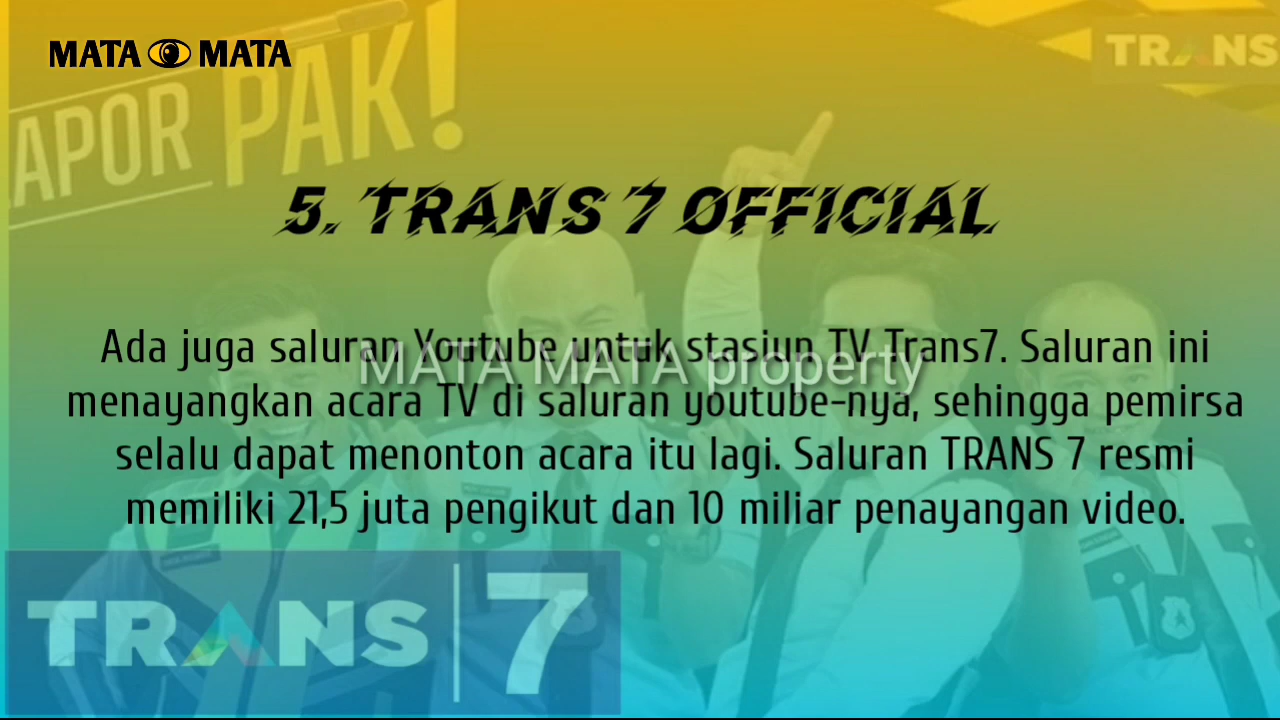 MATA MATA
TRANS
APOR PAK!
5. TRANS 7 OFFICIAL
Ada juga saluran Youtube untuk stasiun TV Trans7. Saluran ini
MATA MATA property
menayangkan acara TV di saluran youtube-nya, sehingga pemirsa
selalu dapat menonton acara itu lagi. Saluran TRANS 7 resmi
memiliki 21,5 juta pengikut dan 10 miliar penayangan video.
TRANS 7